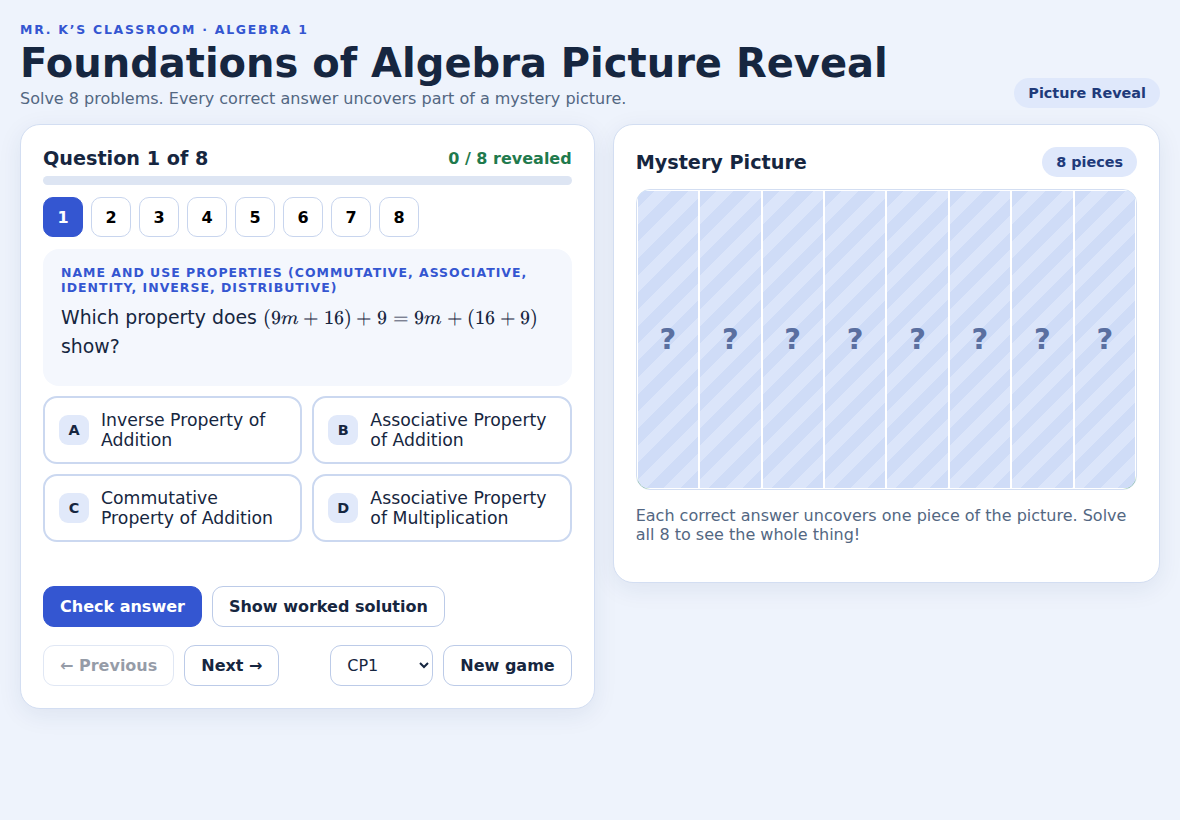 MR. K’S CLASSROOM · ALGEBRA 1
Foundations of Algebra Picture Reveal
Solve 8 problems. Every correct answer uncovers part of a mystery picture.
Picture Reveal
Question 1 of 8
0 / 8 revealed
1 2 3 4 5 6 7 8
NAME AND USE PROPERTIES (COMMUTATIVE, ASSOCIATIVE,
IDENTITY, INVERSE, DISTRIBUTIVE)
Which property does (9m + 16) + 9 = 9m + (16 + 9)
show?
A Inverse Property of
Addition
B Associative Property
of Addition
C Commutative
Property of Addition
D Associative Property
of Multiplication
Check answer
Show worked solution
← Previous
Next →
CP1
New game
Mystery Picture
8 pieces
? ? ? ? ? ? ? ?
Each correct answer uncovers one piece of the picture. Solve
all 8 to see the whole thing!